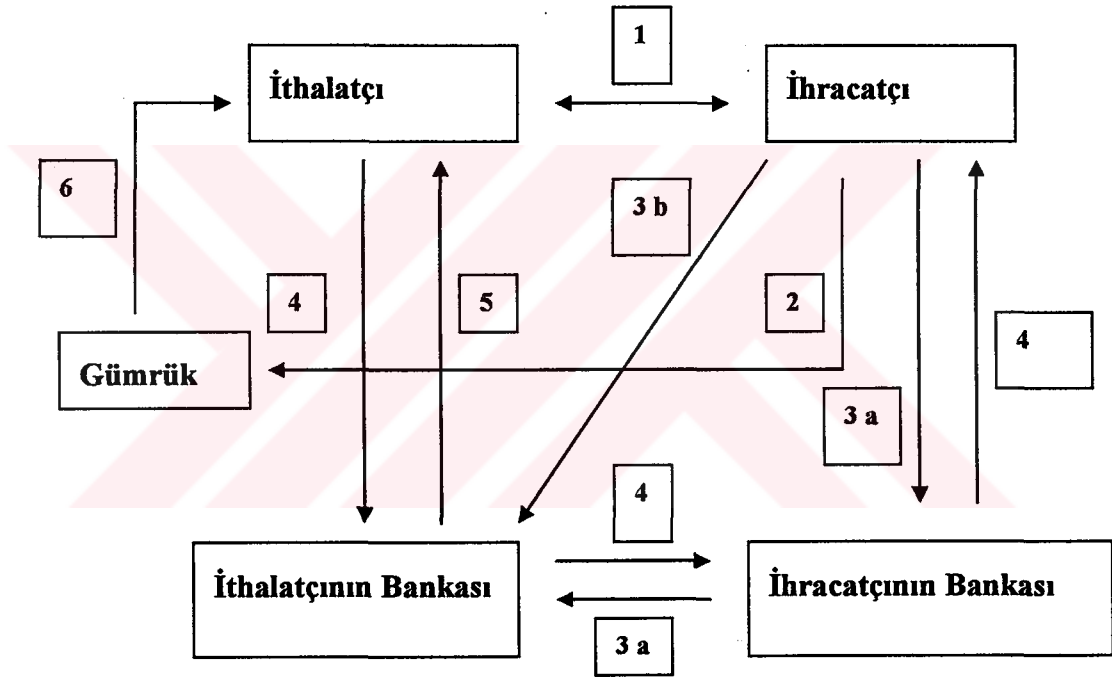 1
İthalatçı
İhracatçı
6
3 b
4
5
2
4
Gümrük
3 a
4
İthalatçının Bankası
İhracatçının Bankası
3 a